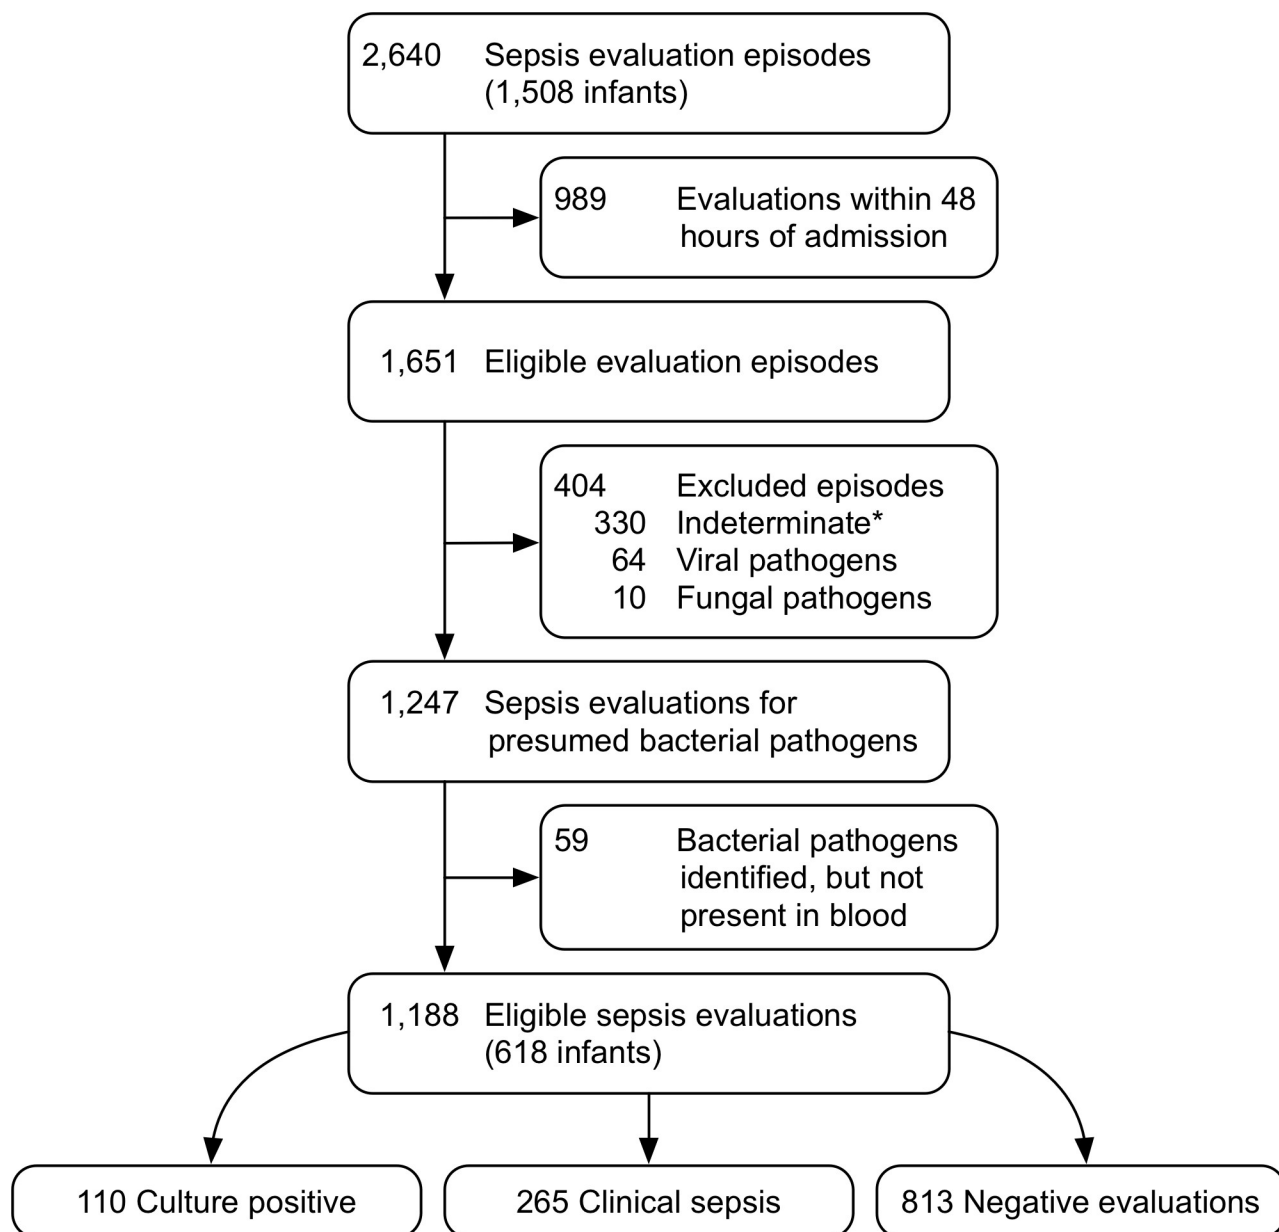 2,640 Sepsis evaluation episodes
(1,508 infants)
989 Evaluations within 48
hours of admission
1,651 Eligible evaluation episodes
404 Excluded episodes
330 Indeterminate*
64 Viral pathogens
10 Fungal pathogens
1,247 Sepsis evaluations for
presumed bacterial pathogens
59 Bacterial pathogens
identified, but not
present in blood
1,188 Eligible sepsis evaluations
(618 infants)
110 Culture positive
265 Clinical sepsis
813 Negative evaluations